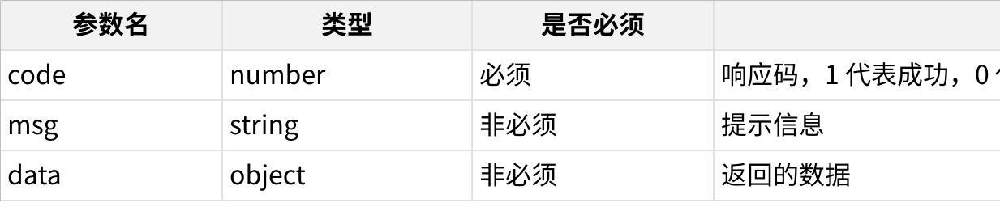 参数名 类型 是否必须
code number 必须 响应码，1 代表成功，0
msg string 非必须 提示信息
data object 非必须 返回的数据